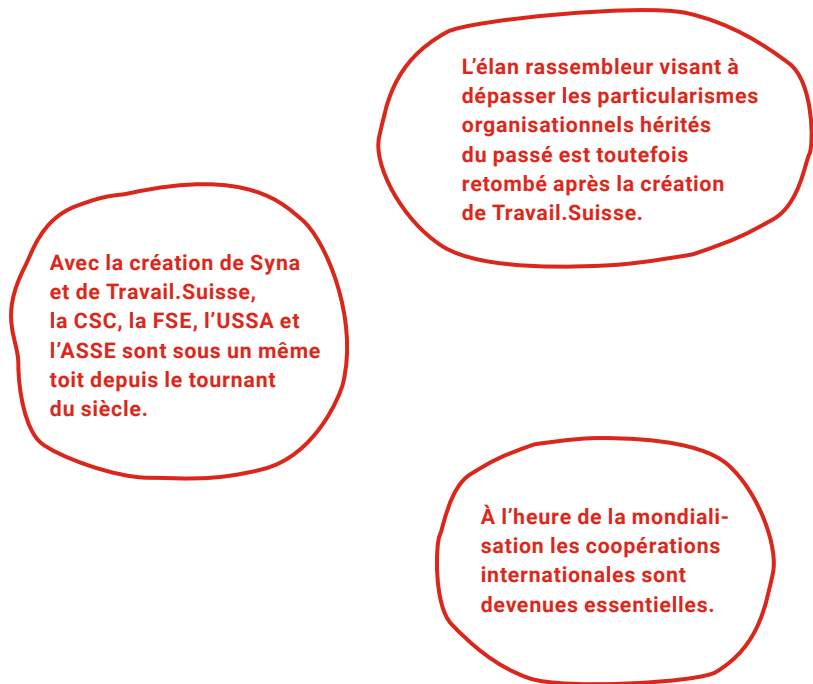 L’élan rassembleur visant à
dépasser les particularismes
organisationnels hérités
du passé est toutefois
retombé après la création
de Travail.Suisse.
Avec la création de Syna
et de Travail.Suisse,
la CSC, la FSE, l’USSA et
l’ASSE sont sous un même
toit depuis le tournant
du siècle.
À l’heure de la mondiali-
sation les coopérations
internationales sont
devenues essentielles.